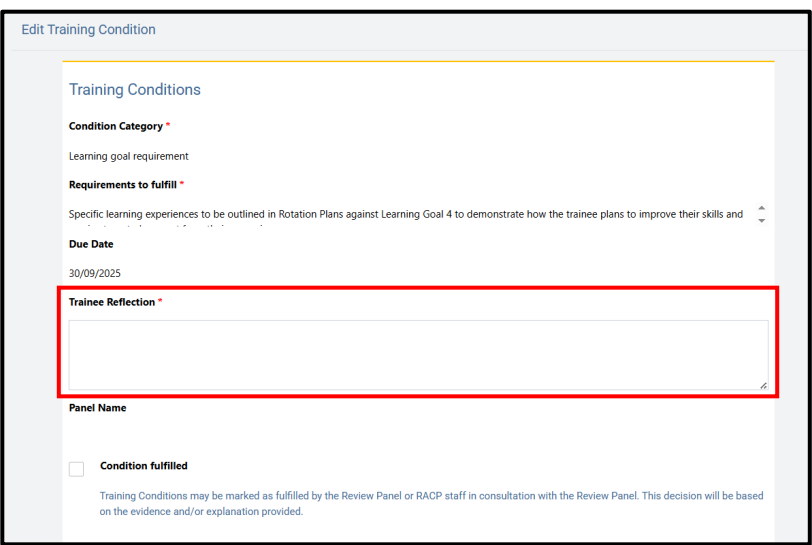 Edit Training Condition
Training Conditions
Condition Category *
Learning goal requirement
Requirements to fulfill *
Specific learning experiences to be outlined in Rotation Plans against Learning Goal 4 to demonstrate how the trainee plans to improve their skills and
Due Date
30/09/2025
Trainee Reflection *
Panel Name
Condition fulfilled
Training Conditions may be marked as fulfilled by the Review Panel or RACP staff in consultation with the Review Panel. This decision will be based
on the evidence and/or explanation provided.